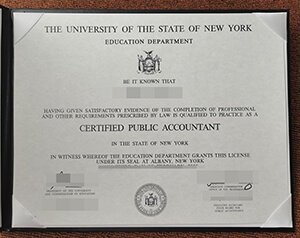 THE UNIVERSITY OF THE STATE OF NEW YORK
EDUCATION DEPARTMENT
BE IT KNOWN THAT
HAVING GIVEN SATISFACTORY EVIDENCE OF THE COMPLETION OF PROFESSIONAL
AND OTHER REQUIREMENTS PRESCRIBED BY LAW IS QUALIFIED TO PRACTICE AS A
CERTIFIED PUBLIC ACCOUNTANT
IN THE STATE OF NEW YORK
IN WITNESS WHEREOF THE EDUCATION DEPARTMENT GRANTS THIS LICENSE
UNDER ITS SEAL AT ALBANY, NEW YORK